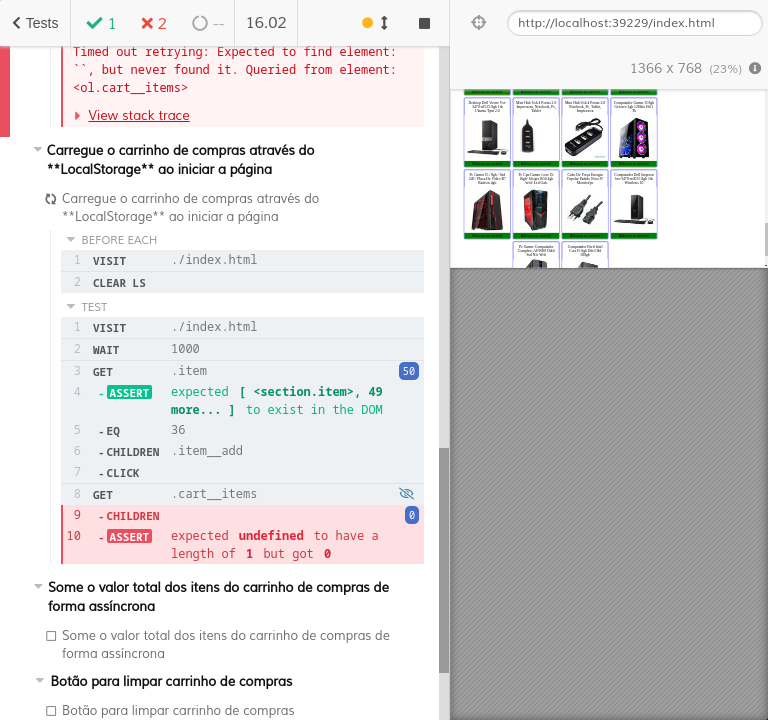 Tests
1
2
--
16.02
http://localhost:39229/index.html
1366 x 768 (23%)
Timed out retrying: Expected to find element:
``, but never found it. Queried from element:
<ol.cart__items>
View stack trace
Carregue o carrinho de compras através do
**LocalStorage** ao iniciar a página
Carregue o carrinho de compras através do
**LocalStorage** ao iniciar a página
BEFORE EACH
1 VISIT ./index.html
2 CLEAR LS
TEST
1 VISIT ./index.html
2 WAIT 1000
3 GET .item 50
4 -ASSERT expected [ <section.item>, 49
more... ] to exist in the DOM
5 -EQ 36
6 -CHILDREN .item__add
7 -CLICK
8 GET .cart__items
9 -CHILDREN 0
10 -ASSERT expected undefined to have a
length of 1 but got 0
Some o valor total dos itens do carrinho de compras de
forma assíncrona
Some o valor total dos itens do carrinho de compras de
forma assíncrona
Botão para limpar carrinho de compras
Botão para limpar carrinho de compras